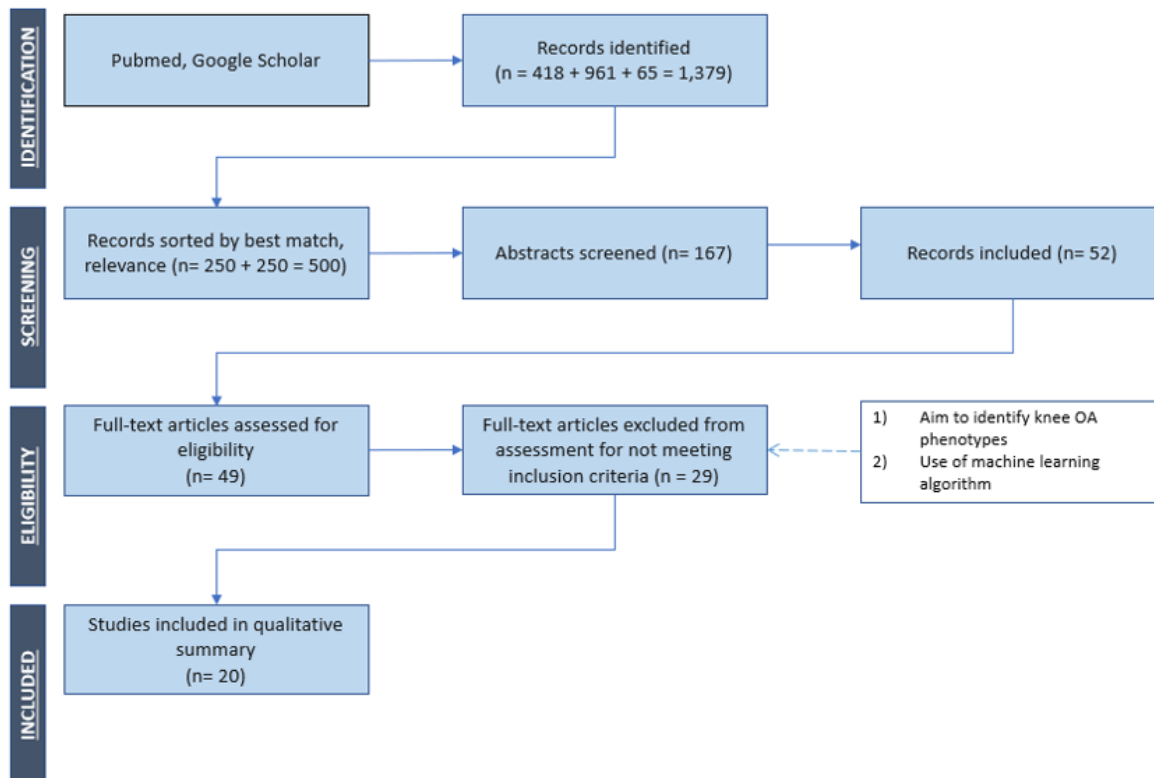 IDENTIFICATION
Pubmed, Google Scholar
Records identified
(n = 418 + 961 + 65 = 1,379)
SCREENING
Records sorted by best match,
relevance (n= 250 + 250 = 500)
Abstracts screened (n= 167)
Records included (n= 52)
ELIGIBILITY
Full-text articles assessed for
eligibility
(n= 49)
Full-text articles excluded from
assessment for not meeting
inclusion criteria (n = 29)
1) Aim to identify knee OA
phenotypes
2) Use of machine learning
algorithm
INCLUDED
Studies included in qualitative
summary
(n= 20)